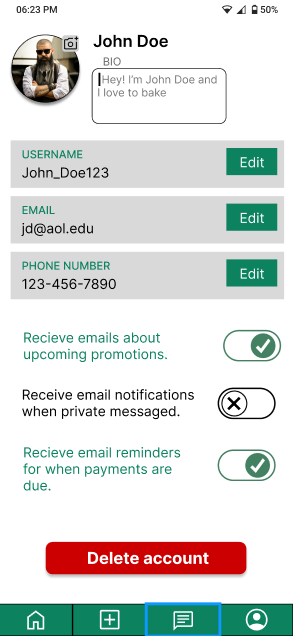 06:23 PM
50%
John Doe
BIO
Hey! I'm John Doe and
I love to bake
USERNAME
John_Doe123
Edit
EMAIL
jd@aol.edu
Edit
PHONE NUMBER
123-456-7890
Edit
Recieve emails about
upcoming promotions.
Receive email notifications
when private messaged.
Recieve email reminders
for when payments are
due.
Delete account